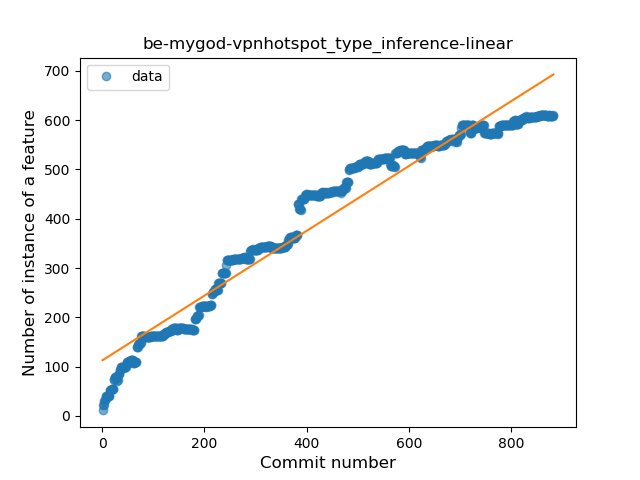 be-mygod-vpnhotspot_type_inference-linear
data
Number of instance of a feature
700
600
500
400
300
200
100
0
0 200 400 600 800
Commit number